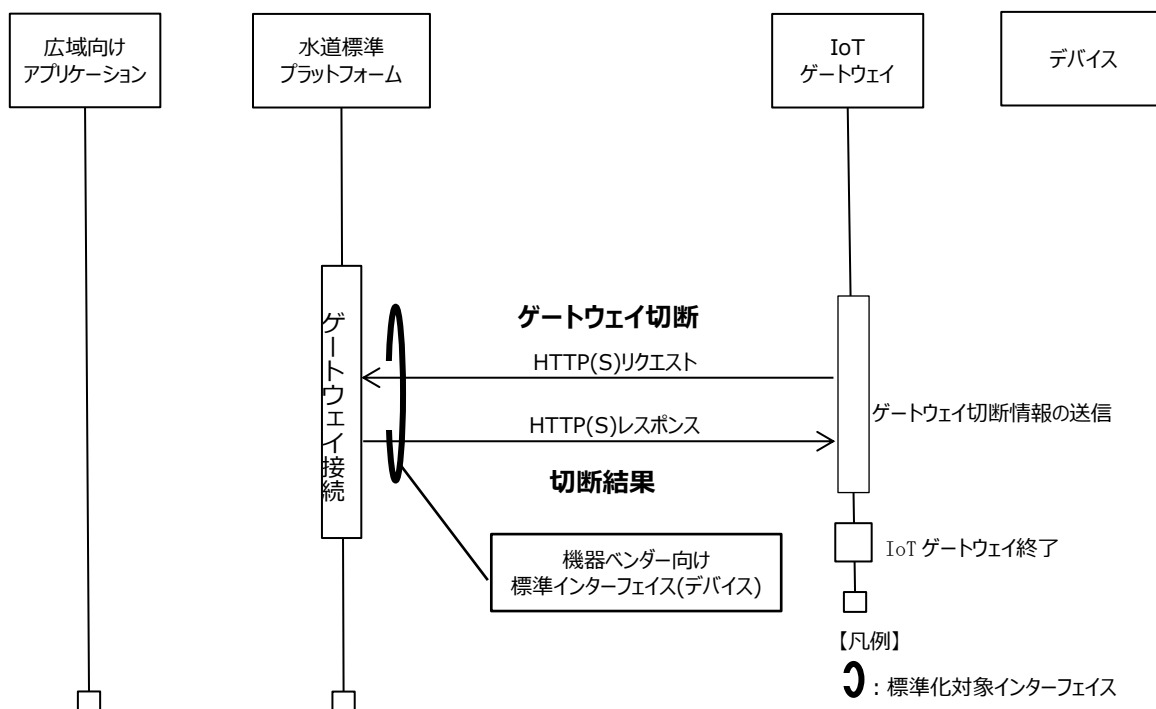 広域向け
アプリケーション
水道標準
プラットフォーム
IoT
ゲートウェイ
デバイス
ゲートウェイ接続
ゲートウェイ切断
HTTP(S)リクエスト
ゲートウェイ切断情報の送信
HTTP(S)レスポンス
切断結果
機器ベンダー向け
標準インターフェイス(デバイス)
IoT ゲートウェイ終了
【凡例】
：標準化対象インターフェイス